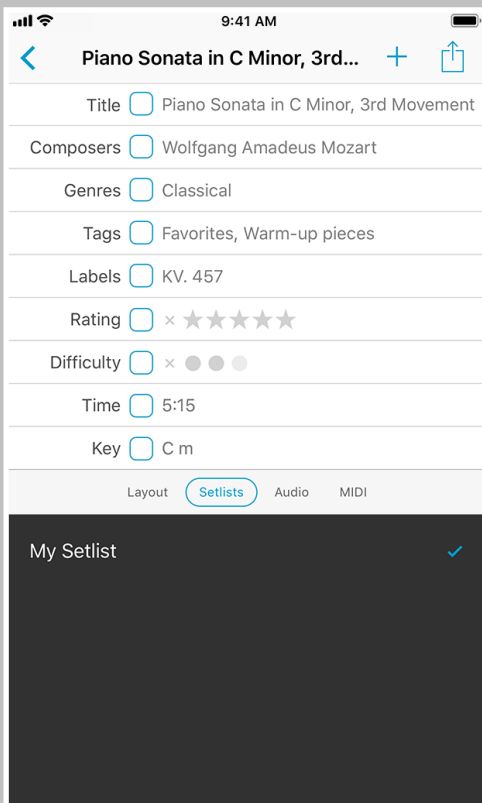 9:41 AM
Piano Sonata in C Minor, 3rd...
Title Piano Sonata in C Minor, 3rd Movement
Composers Wolfgang Amadeus Mozart
Genres Classical
Tags Favorites, Warm-up pieces
Labels KV. 457
Rating
Difficulty
Time 5:15
Key C m
Layout Setlists Audio MIDI
My Setlist